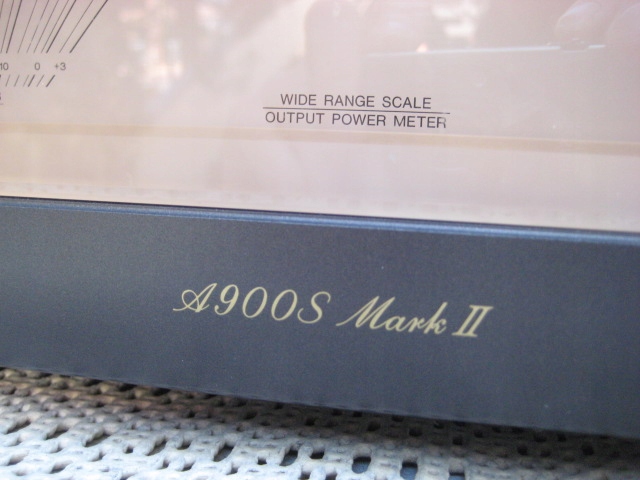 10 0 +3
WIDE RANGE SCALE
OUTPUT POWER METER
A900S Mark II